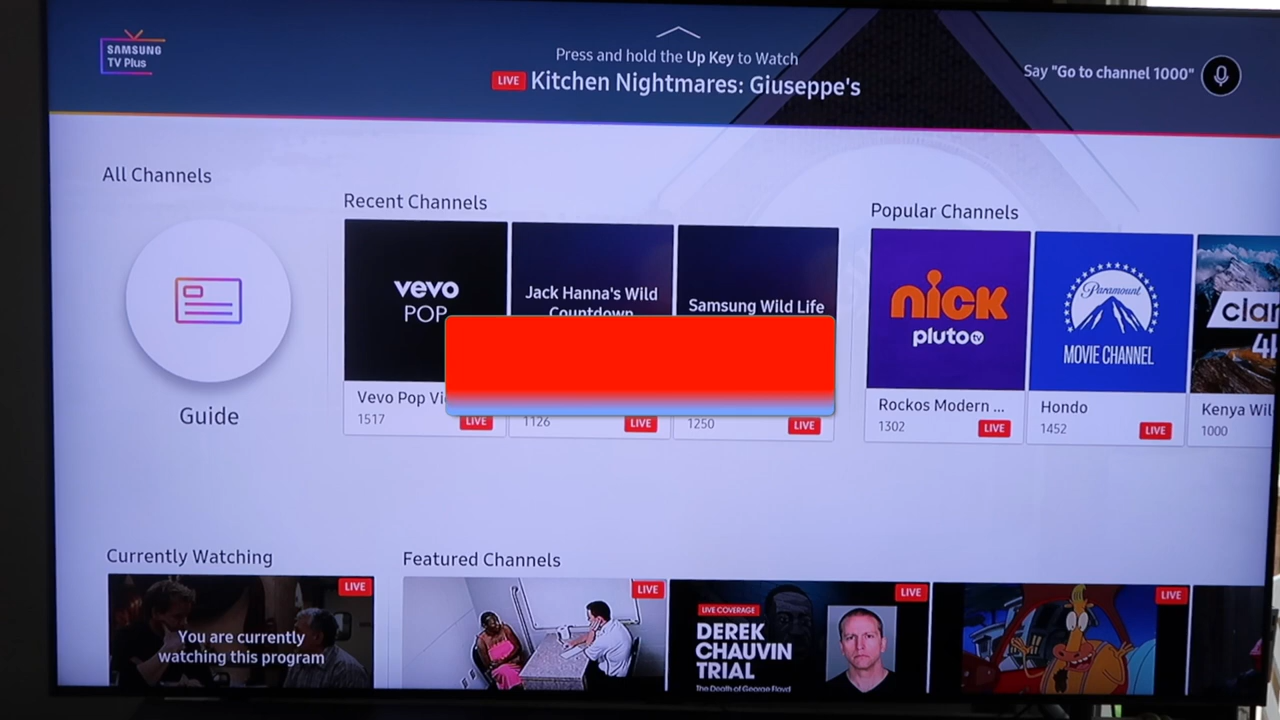 SAMSUNG
TV Plus
Press and hold the Up Key to Watch
LIVE Kitchen Nightmares: Giuseppe's
Say "Go to channel 1000"
All Channels
Guide
Recent Channels
vevo
POP
Vevo Pop
1517
LIVE
Jack Hanna's Wild
Countdown
1126
LIVE
Samsung Wild Life
1250
LIVE
Popular Channels
nick
pluto tv
Rockos Modern ...
1302
LIVE
Paramount
MOVIE CHANNEL
Hondo
1452
LIVE
Kenya
1000
Currently Watching
LIVE
You are currently
watching this program
Featured Channels
LIVE
LIVE
LIVE COVERAGE
DEREK
CHAUVIN
TRIAL
The Death of George Floyd
LIVE